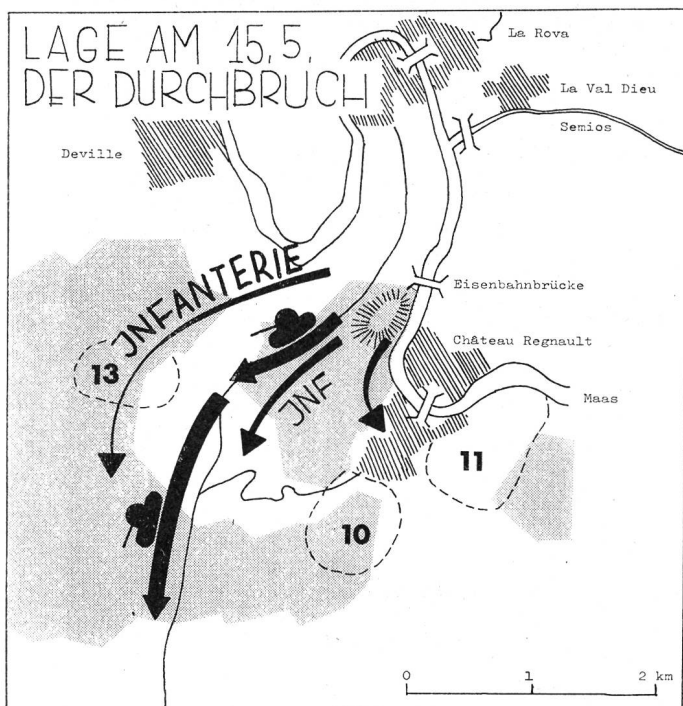 LAGE AM 15.5.
DER DURCHBRUCH
La Rova
La Val Dieu
Semios
Deville
JNFANTERIE
Eisenbahnbrücke
Château Regnault
13
JNF
Maas
11
10
0 1 2 km